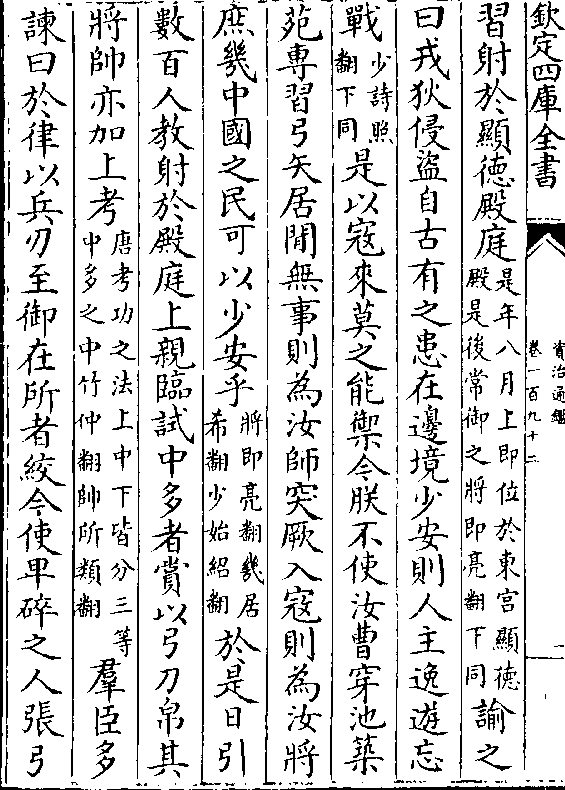 欽定四庫全書
資治通鑑
卷一百九十二
一
習射於顯徳殿庭是年八月上即位於東宫顯徳
殿是後常御之將即亮翻下同諭之
曰戎狄侵盜自古有之患在邊境少安則人主逸遊忘
戰少詩照
翻下同是以寇來莫之能禦今朕不使汝曹穿池築
苑專習弓矢居閒無事則為汝師突厥入寇則為汝將
庶幾中國之民可以少安乎將即亮翻幾居
希翻少始紹翻於是日引
數百人教射於殿庭上親臨試中多者賞以弓刀帛其
將帥亦加上考唐考功之法上中下皆分三等
中多之中竹仲翻帥所類翻羣臣多
諫曰於律以兵刃至御在所者絞今使卑碎之人張弓